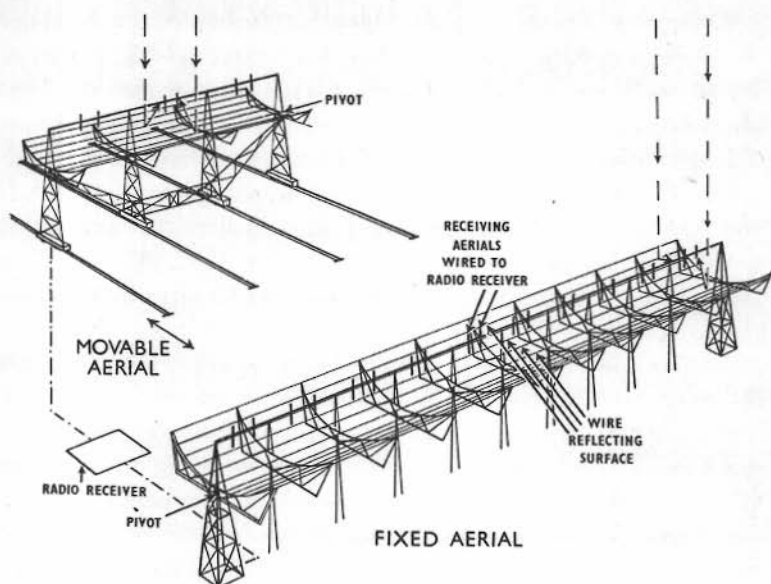 PIVOT
RECEIVING
AERIALS
WIRED TO
RADIO RECEIVER
MOVABLE
AERIAL
WIRE
REFLECTING
SURFACE
RADIO RECEIVER
PIVOT
FIXED AERIAL